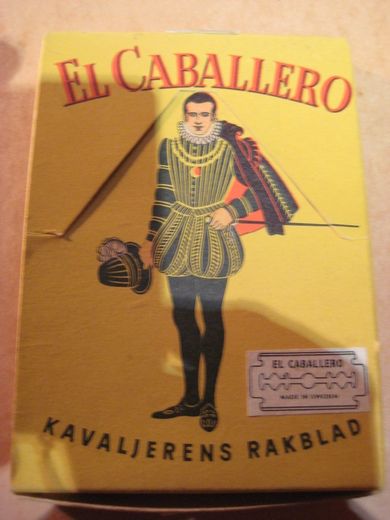 EL CABALLERO
EL CABALLERO
MADE IN SWEDEN
KAVALJERENS RAKBLAD